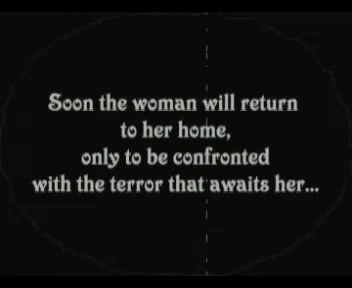 Soon the woman will return
to her home,
only to be confronted
with the terror that awaits her...